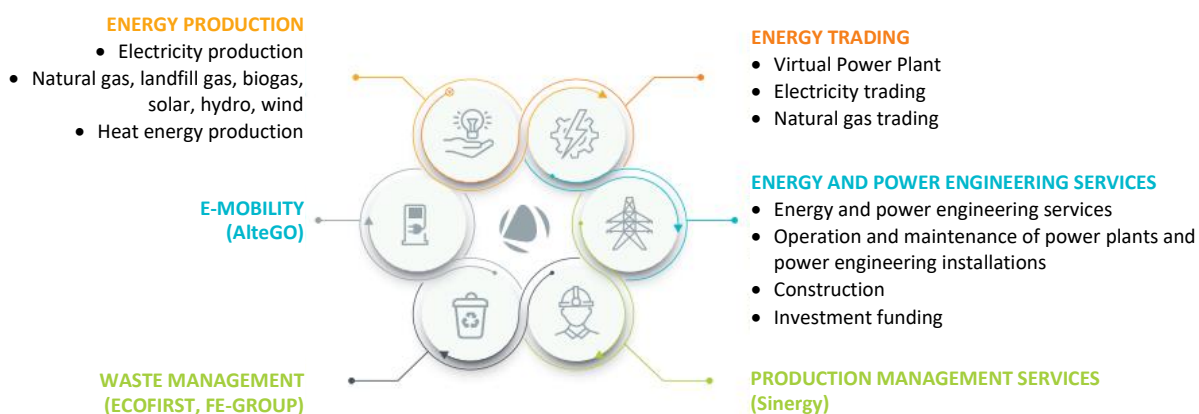 ENERGY PRODUCTION
• Electricity production
• Natural gas, landfill gas, biogas,
solar, hydro, wind
• Heat energy production
ENERGY TRADING
• Virtual Power Plant
• Electricity trading
• Natural gas trading
E-MOBILITY
(AlteGO)
ENERGY AND POWER ENGINEERING SERVICES
• Energy and power engineering services
• Operation and maintenance of power plants and
power engineering installations
• Construction
• Investment funding
WASTE MANAGEMENT
(ECOFIRST, FE-GROUP)
PRODUCTION MANAGEMENT SERVICES
(Sinergy)